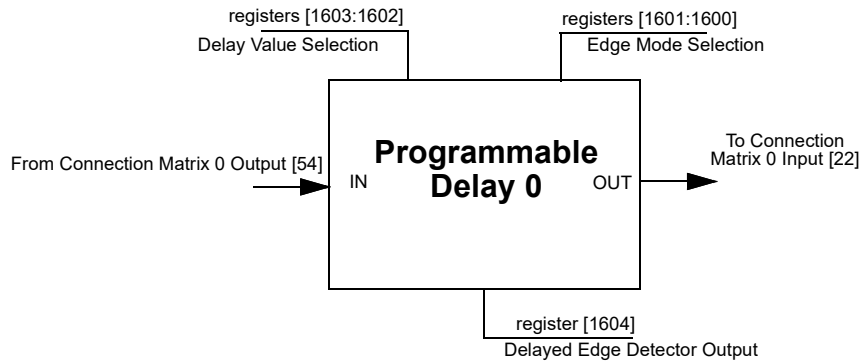 registers [1603:1602]
Delay Value Selection
registers [1601:1600]
Edge Mode Selection
From Connection Matrix 0 Output [54]
IN
Programmable
Delay 0
OUT
To Connection
Matrix 0 Input [22]
register [1604]
Delayed Edge Detector Output